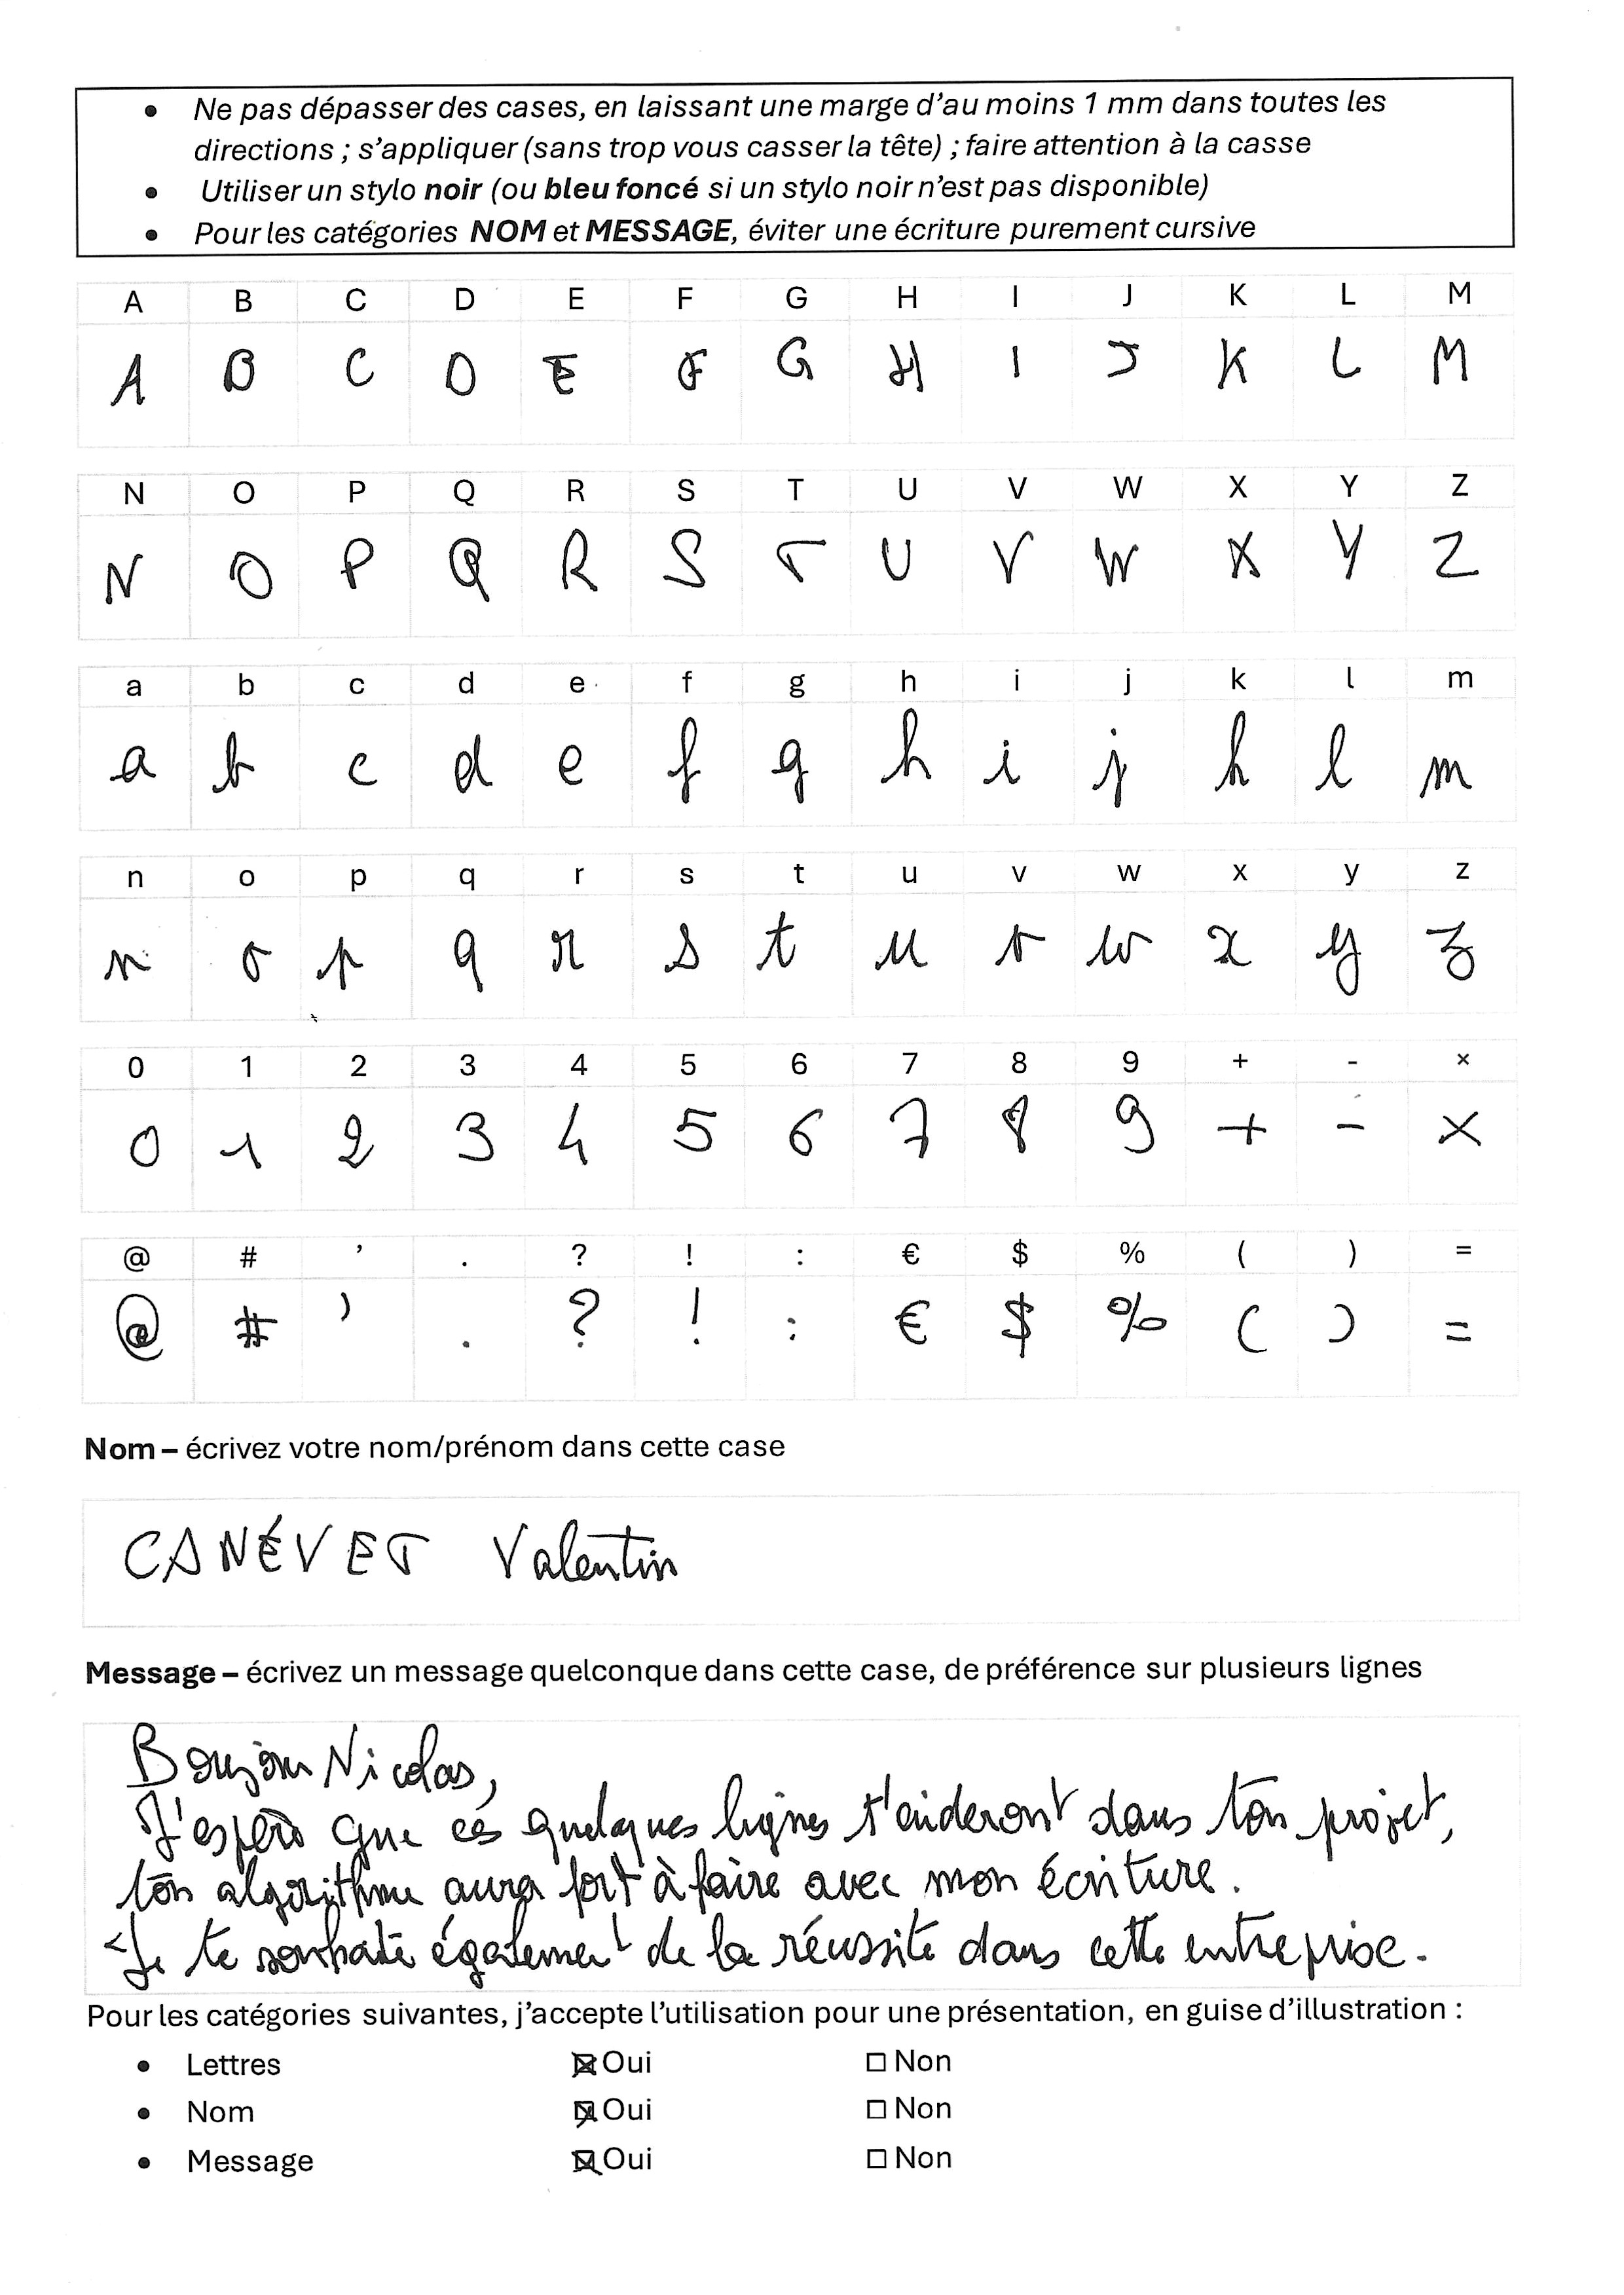 • Ne pas dépasser des cases, en laissant une marge d'au moins 1 mm dans toutes les
directions ; s'appliquer (sans trop vous casser la tête) ; faire attention à la casse
• Utiliser un stylo noir (ou bleu foncé si un stylo noir n'est pas disponible)
• Pour les catégories NOM et MESSAGE, éviter une écriture purement cursive
A B C D E F G H I J K L M
A B C D E F G H I J K L M
N O P Q R S T U V W X Y Z
N O P Q R S T U V W X Y Z
a b c d e f g h i j k l m
a b c d e f g h i j k l m
n o p q r s t u v w x y z
n o p q r s t u v w x y z
0 1 2 3 4 5 6 7 8 9 + - ×
0 1 2 3 4 5 6 7 8 9 + - ×
@ # ' . ? ! : € $ % ( ) =
@ # ' . ? ! : € $ % ( ) =
Nom – écrivez votre nom/prénom dans cette case
CANÉVET Valentin
Message – écrivez un message quelconque dans cette case, de préférence sur plusieurs lignes
Bonjour Nicolas,
J'espère que ces quelques lignes t'aideront dans ton projet,
ton algorithme aura fort à faire avec mon écriture.
Je te souhaite également de la réussite dans cette entreprise.
Pour les catégories suivantes, j'accepte l'utilisation pour une présentation, en guise d'illustration :
• Lettres ☒ Oui ☐ Non
• Nom ☒ Oui ☐ Non
• Message ☒ Oui ☐ Non